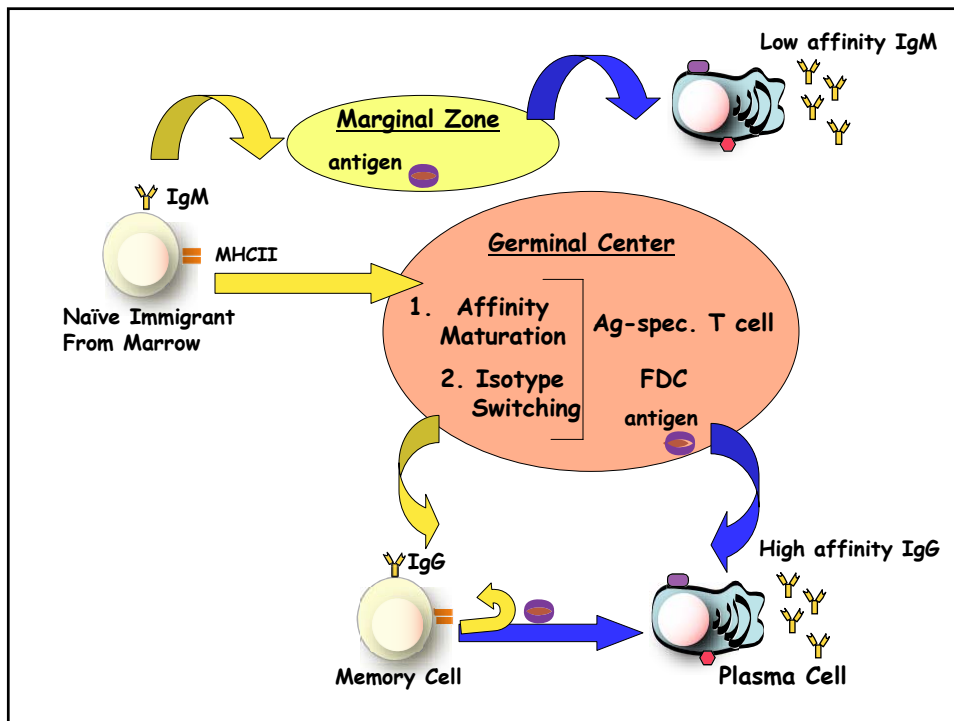 Low affinity IgM
Marginal Zone
antigen
IgM
MHCII
Naïve Immigrant
From Marrow
Germinal Center
1. Affinity
Maturation
2. Isotype
Switching
Ag-spec. T cell
FDC
antigen
IgG
Memory Cell
High affinity IgG
Plasma Cell